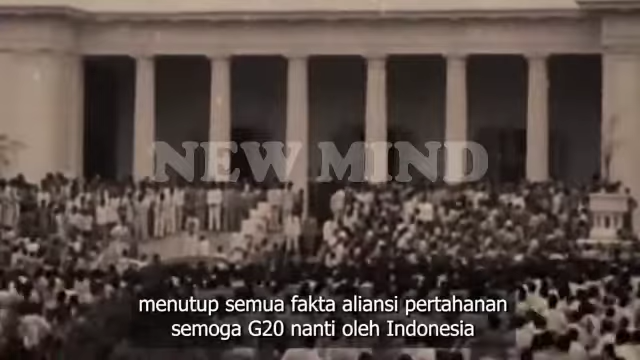 NEW MIND
menutup semua fakta aliansi pertahanan
semoga G20 nanti oleh Indonesia